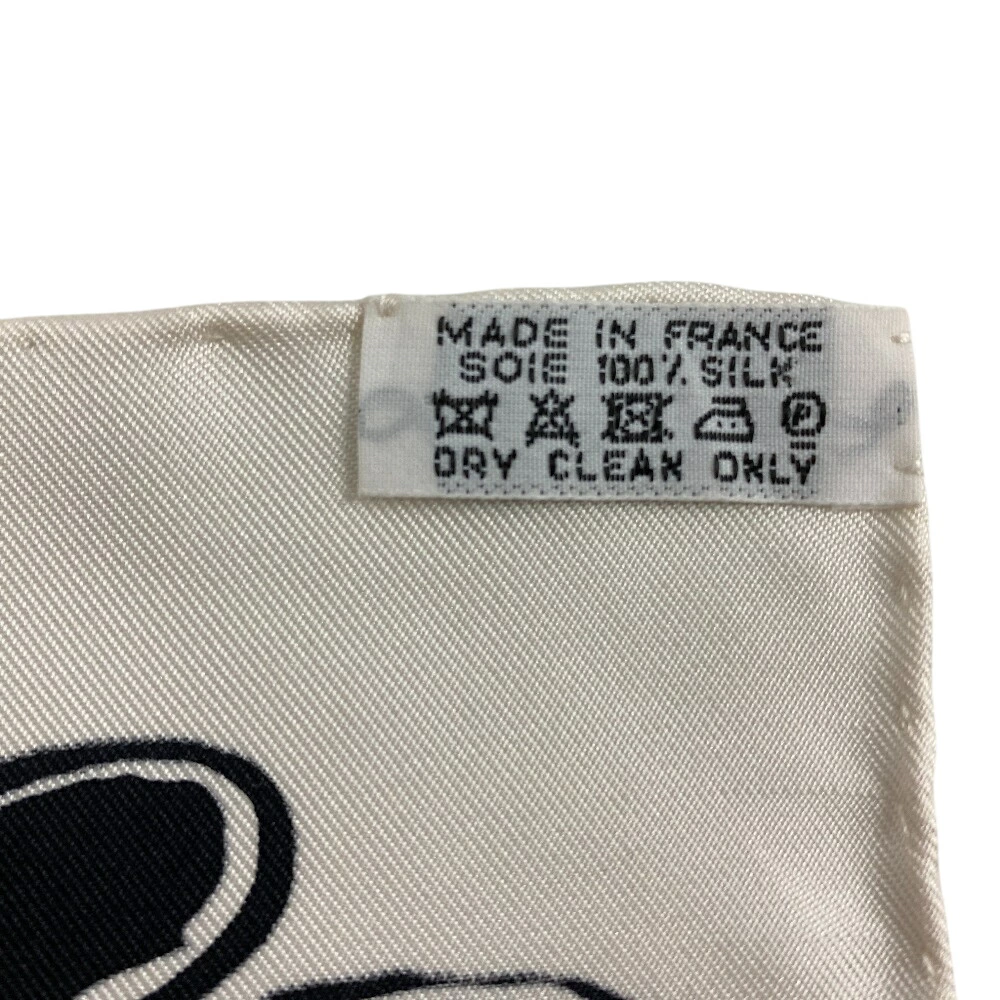 MADE IN FRANCE
SOIE 100% SILK
P
DRY CLEAN ONLY